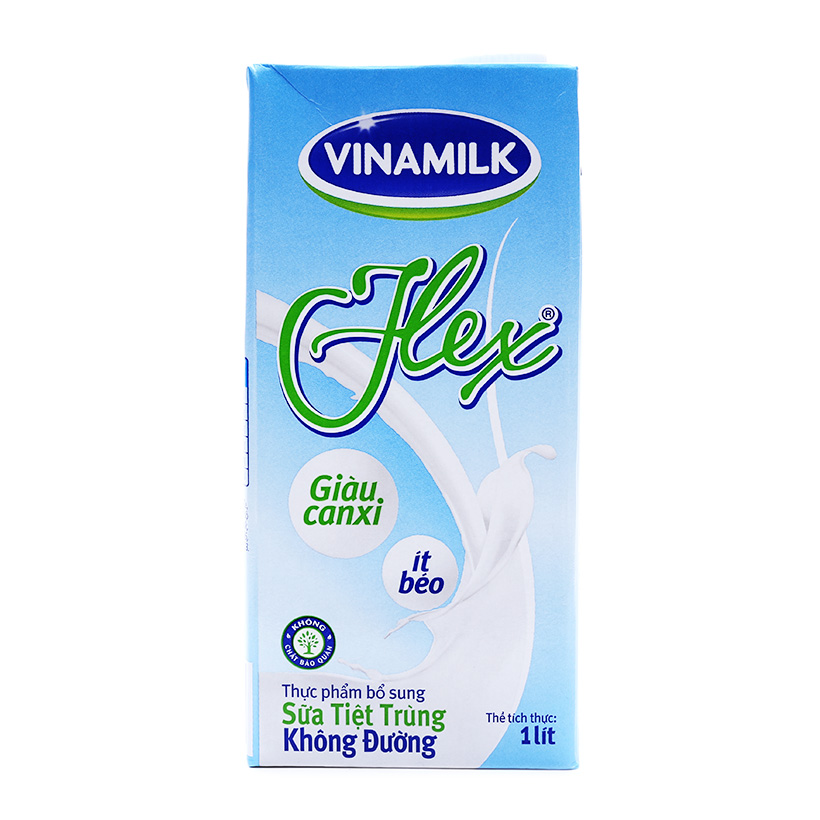 VINAMILK
Flex®
Giàu
canxi
ít
béo
KHÔNG
CHẤT BẢO QUẢN
Thực phẩm bổ sung
Sữa Tiệt Trùng
Không Đường
Thể tích thực:
1 lít